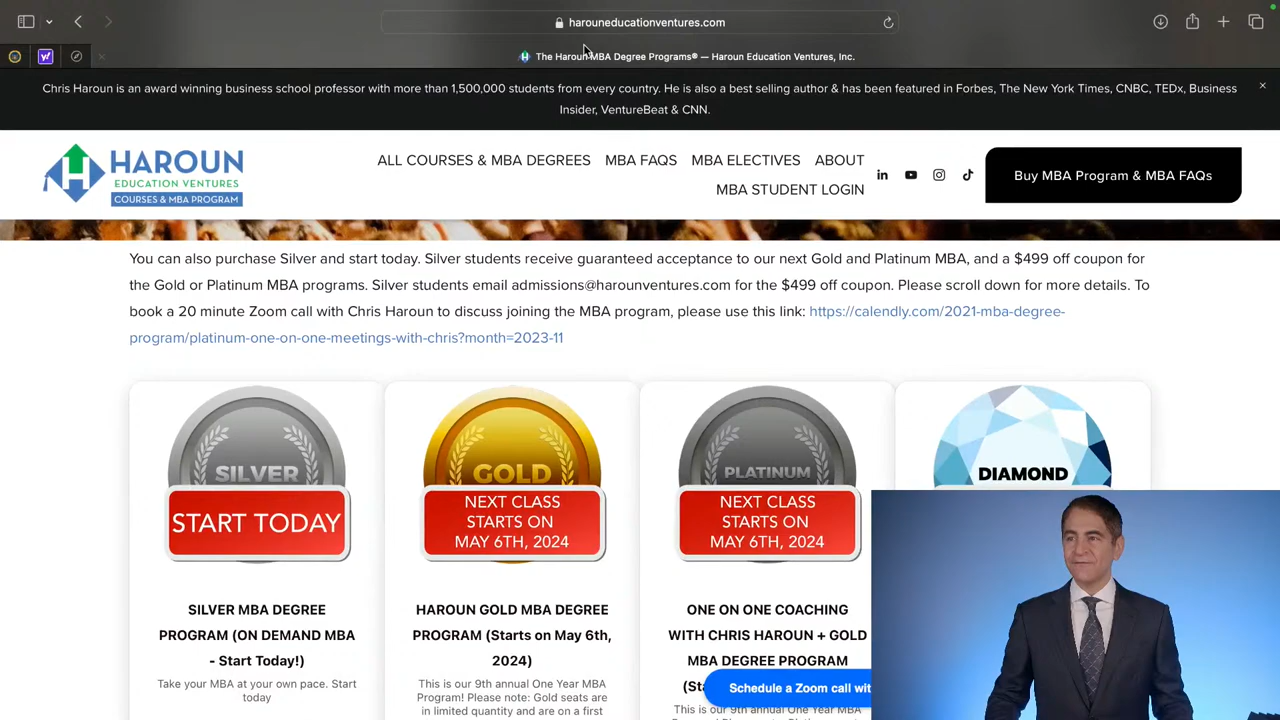 harouneducationventures.com
The Haroun MBA Degree Programs® — Haroun Education Ventures, Inc.
Chris Haroun is an award winning business school professor with more than 1,500,000 students from every country. He is also a best selling author & has been featured in Forbes, The New York Times, CNBC, TEDx, Business
Insider, VentureBeat & CNN.
HAROUN
EDUCATION VENTURES
COURSES & MBA PROGRAM
ALL COURSES & MBA DEGREES MBA FAQS MBA ELECTIVES ABOUT
MBA STUDENT LOGIN
Buy MBA Program & MBA FAQs
You can also purchase Silver and start today. Silver students receive guaranteed acceptance to our next Gold and Platinum MBA, and a $499 off coupon for
the Gold or Platinum MBA programs. Silver students email admissions@harounventures.com for the $499 off coupon. Please scroll down for more details. To
book a 20 minute Zoom call with Chris Haroun to discuss joining the MBA program, please use this link: https://calendly.com/2021-mba-degree-
program/platinum-one-on-one-meetings-with-chris?month=2023-11
SILVER
START TODAY
SILVER MBA DEGREE
PROGRAM (ON DEMAND MBA
- Start Today!)
Take your MBA at your own pace. Start
today
GOLD
NEXT CLASS
STARTS ON
MAY 6TH, 2024
HAROUN GOLD MBA DEGREE
PROGRAM (Starts on May 6th,
2024)
This is our 9th annual One Year MBA
Program! Please note: Gold seats are
in limited quantity and are on a first
PLATINUM
NEXT CLASS
STARTS ON
MAY 6TH, 2024
ONE ON ONE COACHING
WITH CHRIS HAROUN + GOLD
MBA DEGREE PROGRAM
(Sta
This is our 9th annual One Year MBA
DIAMOND
Schedule a Zoom call wit